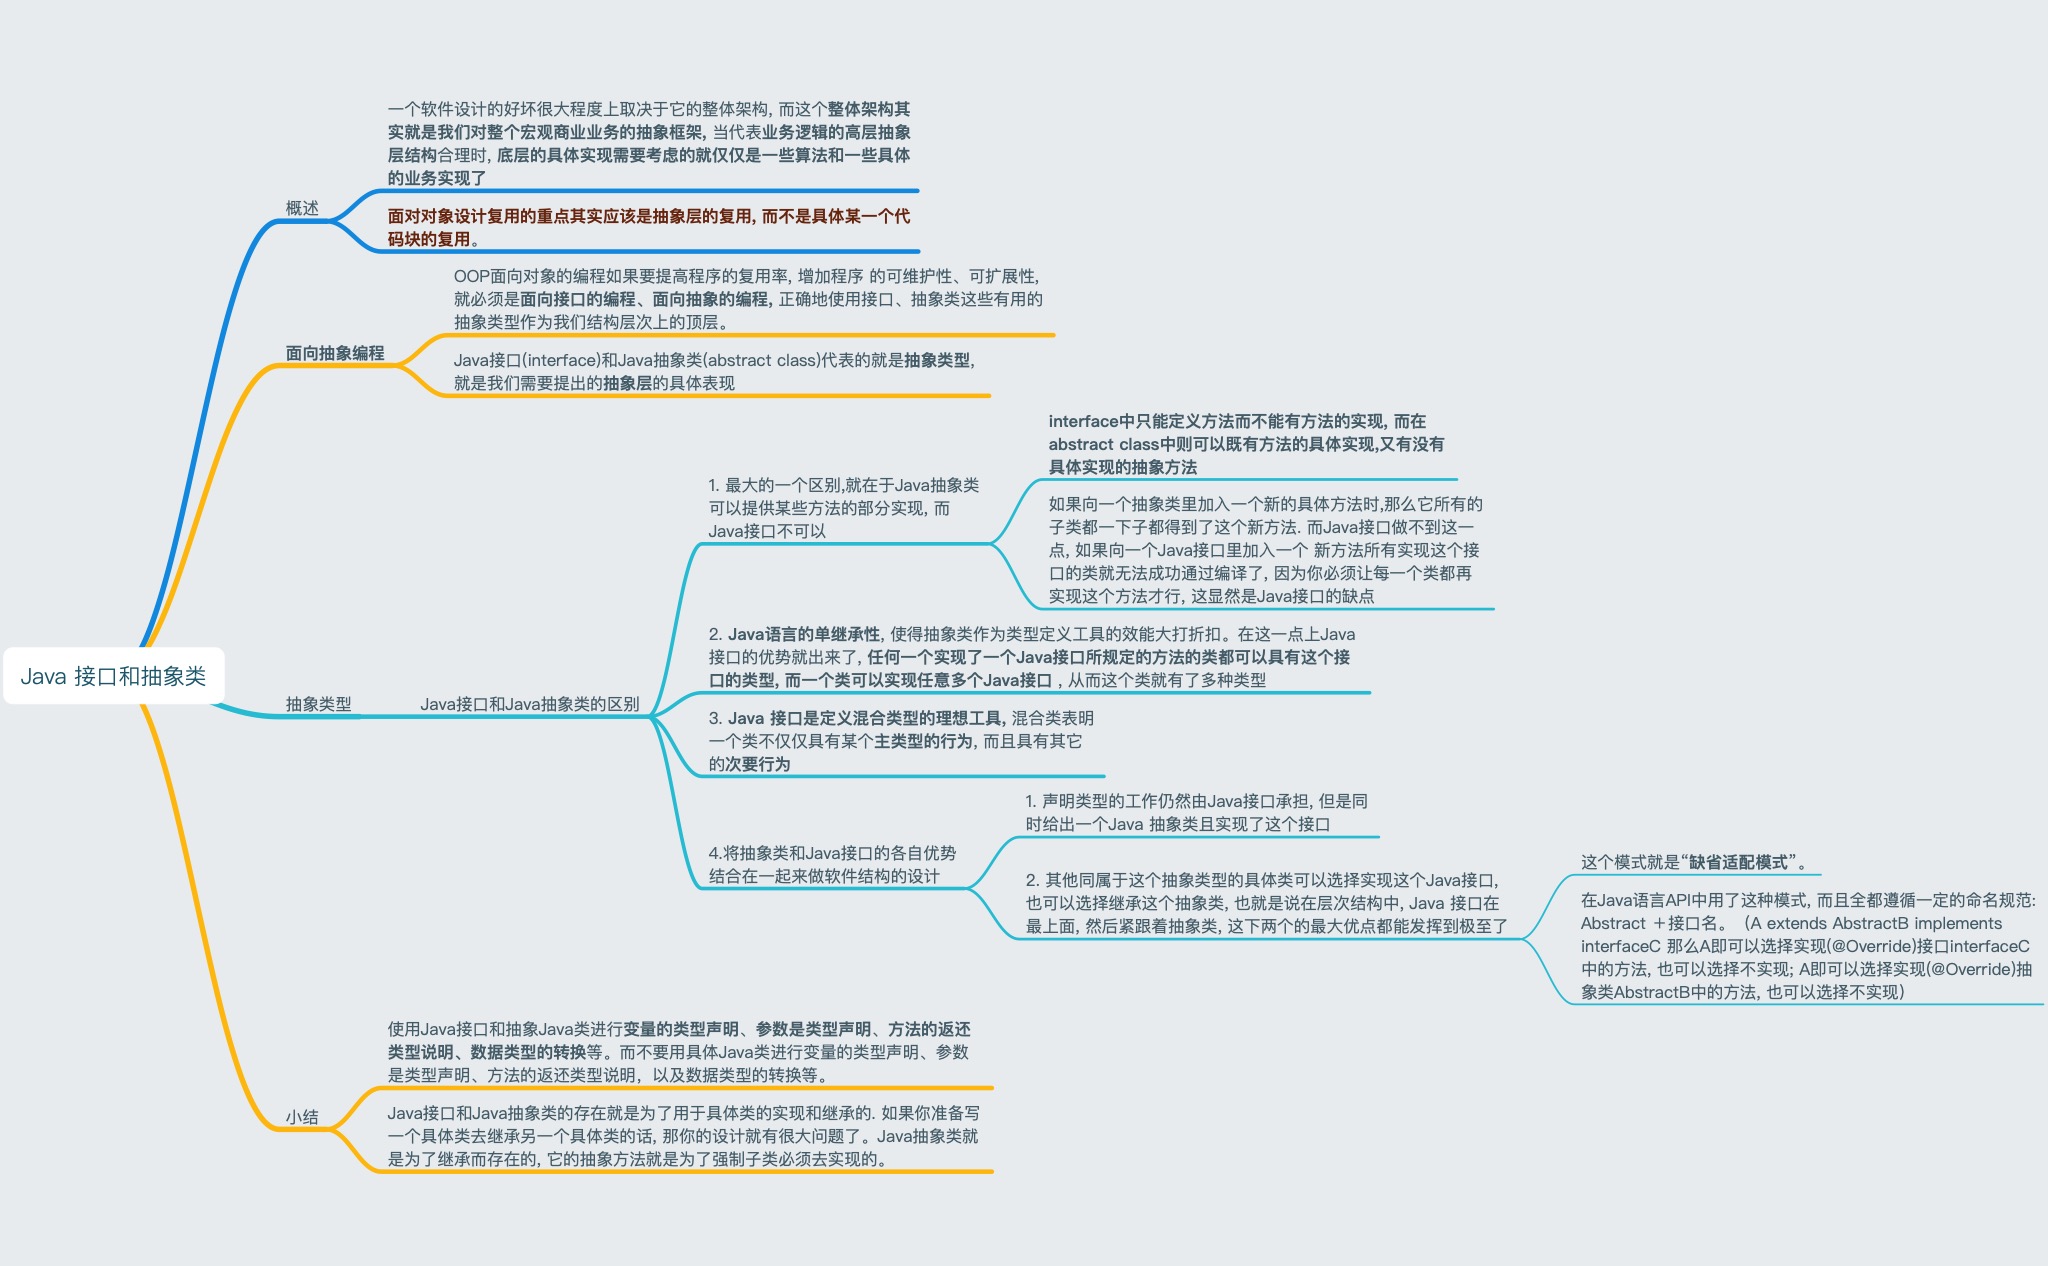 Java 接口和抽象类
概述
一个软件设计的好坏很大程度上取决于它的整体架构, 而这个整体架构其
实就是我们对整个宏观商业业务的抽象框架, 当代表业务逻辑的高层抽象
层结构合理时, 底层的具体实现需要考虑的就仅仅是一些算法和一些具体
的业务实现了
面对对象设计复用的重点其实应该是抽象层的复用, 而不是具体某一个代
码块的复用。
面向抽象编程
OOP面向对象的编程如果要提高程序的复用率, 增加程序 的可维护性、可扩展性,
就必须是面向接口的编程、面向抽象的编程, 正确地使用接口、抽象类这些有用的
抽象类型作为我们结构层次上的顶层。
Java接口(interface)和Java抽象类(abstract class)代表的就是抽象类型,
就是我们需要提出的抽象层的具体表现
抽象类型
Java接口和Java抽象类的区别
1. 最大的一个区别,就在于Java抽象类
可以提供某些方法的部分实现, 而
Java接口不可以
interface中只能定义方法而不能有方法的实现, 而在
abstract class中则可以既有方法的具体实现,又有没有
具体实现的抽象方法
如果向一个抽象类里加入一个新的具体方法时,那么它所有的
子类都一下子都得到了这个新方法. 而Java接口做不到这一
点, 如果向一个Java接口里加入一个 新方法所有实现这个接
口的类就无法成功通过编译了, 因为你必须让每一个类都再
实现这个方法才行, 这显然是Java接口的缺点
2. Java语言的单继承性, 使得抽象类作为类型定义工具的效能大打折扣。在这一点上Java
接口的优势就出来了, 任何一个实现了一个Java接口所规定的方法的类都可以具有这个接
口的类型, 而一个类可以实现任意多个Java接口 , 从而这个类就有了多种类型
3. Java 接口是定义混合类型的理想工具, 混合类表明
一个类不仅仅具有某个主类型的行为, 而且具有其它
的次要行为
4.将抽象类和Java接口的各自优势
结合在一起来做软件结构的设计
1. 声明类型的工作仍然由Java接口承担, 但是同
时给出一个Java 抽象类且实现了这个接口
2. 其他同属于这个抽象类型的具体类可以选择实现这个Java接口,
也可以选择继承这个抽象类, 也就是说在层次结构中, Java 接口在
最上面, 然后紧跟着抽象类, 这下两个的最大优点都能发挥到极至了
这个模式就是“缺省适配模式”。
在Java语言API中用了这种模式, 而且全都遵循一定的命名规范:
Abstract ＋接口名。（A extends AbstractB implements
interfaceC 那么A即可以选择实现(@Override)接口interfaceC
中的方法, 也可以选择不实现; A即可以选择实现(@Override)抽
象类AbstractB中的方法, 也可以选择不实现）
小结
使用Java接口和抽象Java类进行变量的类型声明、参数是类型声明、方法的返还
类型说明、数据类型的转换等。而不要用具体Java类进行变量的类型声明、参数
是类型声明、方法的返还类型说明，以及数据类型的转换等。
Java接口和Java抽象类的存在就是为了用于具体类的实现和继承的. 如果你准备写
一个具体类去继承另一个具体类的话, 那你的设计就有很大问题了。Java抽象类就
是为了继承而存在的, 它的抽象方法就是为了强制子类必须去实现的。